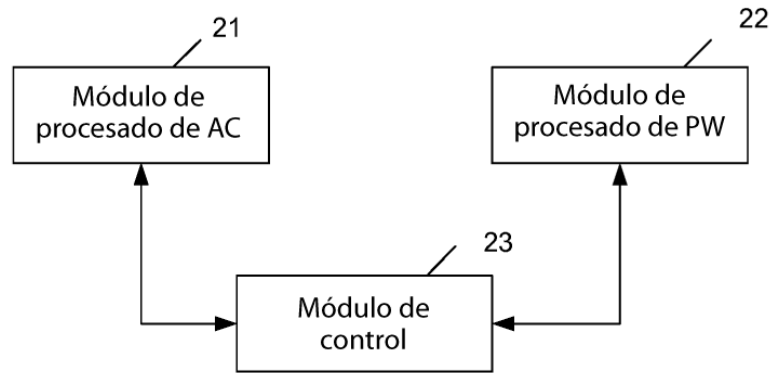 21
Módulo de
procesado de AC
22
Módulo de
procesado de PW
23
Módulo de
control